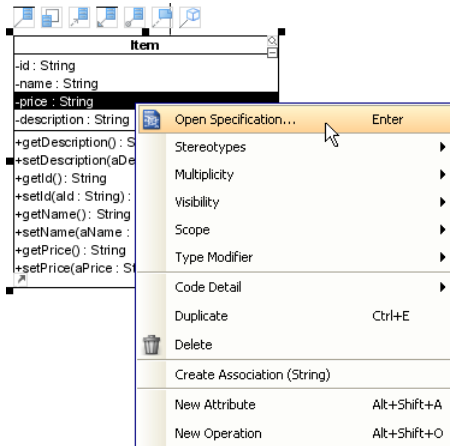 Item
-id : String
-name : String
-price : String
-description : String
+getDescription() : S
+setDescription(aDe
+getId() : String
+setId(aId : String) :
+getName() : String
+setName(aName :
+getPrice() : String
+setPrice(aPrice : St
Open Specification... Enter
Stereotypes
Multiplicity
Visibility
Scope
Type Modifier
Code Detail
Duplicate Ctrl+E
Delete
Create Association (String)
New Attribute Alt+Shift+A
New Operation Alt+Shift+O